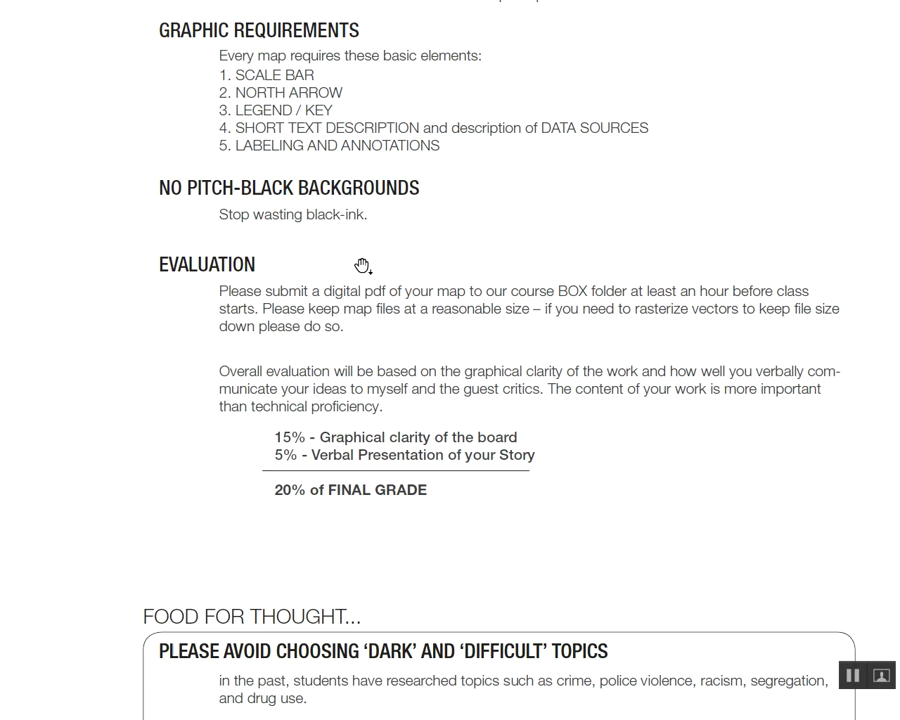 GRAPHIC REQUIREMENTS
Every map requires these basic elements:
1. SCALE BAR
2. NORTH ARROW
3. LEGEND / KEY
4. SHORT TEXT DESCRIPTION and description of DATA SOURCES
5. LABELING AND ANNOTATIONS
NO PITCH-BLACK BACKGROUNDS
Stop wasting black-ink.
EVALUATION
Please submit a digital pdf of your map to our course BOX folder at least an hour before class
starts. Please keep map files at a reasonable size – if you need to rasterize vectors to keep file size
down please do so.
Overall evaluation will be based on the graphical clarity of the work and how well you verbally com-
municate your ideas to myself and the guest critics. The content of your work is more important
than technical proficiency.
15% - Graphical clarity of the board
5% - Verbal Presentation of your Story
20% of FINAL GRADE
FOOD FOR THOUGHT...
PLEASE AVOID CHOOSING ‘DARK’ AND ‘DIFFICULT’ TOPICS
in the past, students have researched topics such as crime, police violence, racism, segregation,
and drug use.